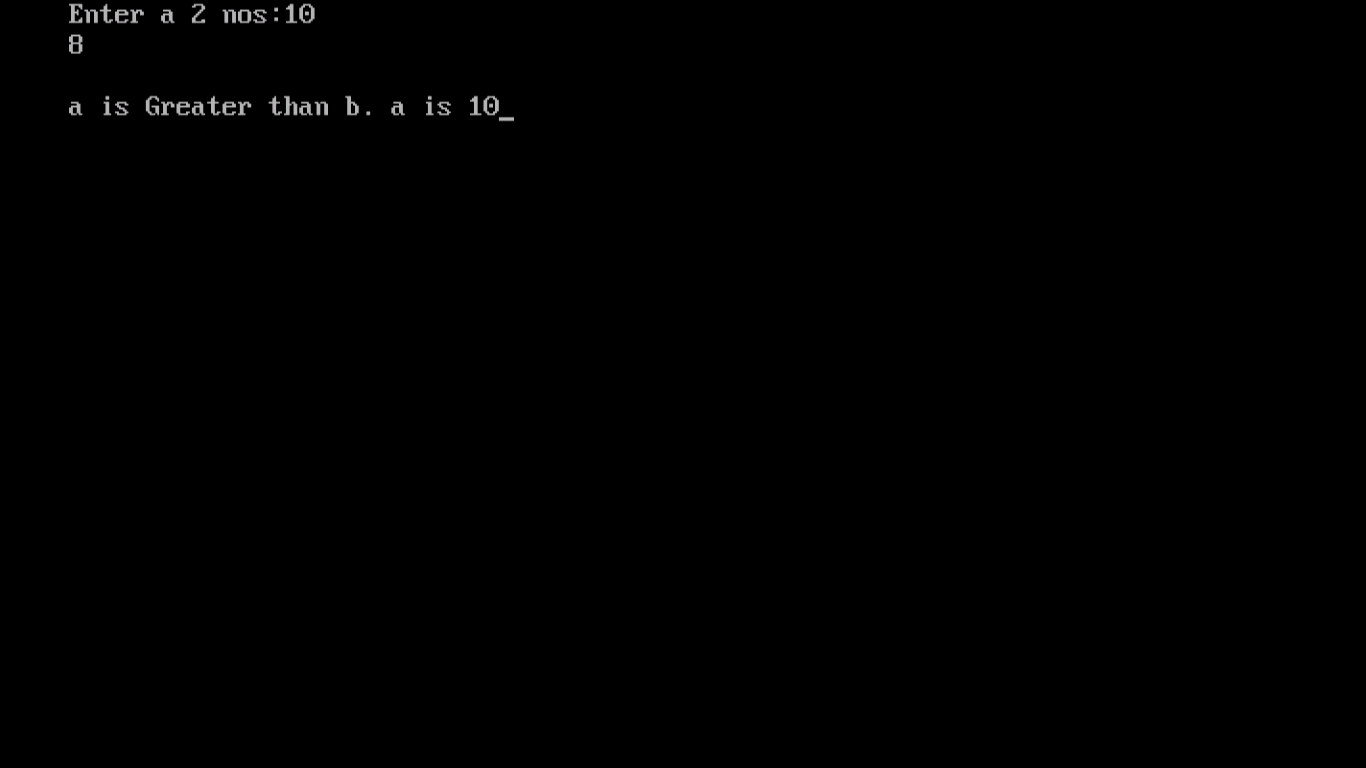 Enter a 2 nos:10
8
a is Greater than b. a is 10_